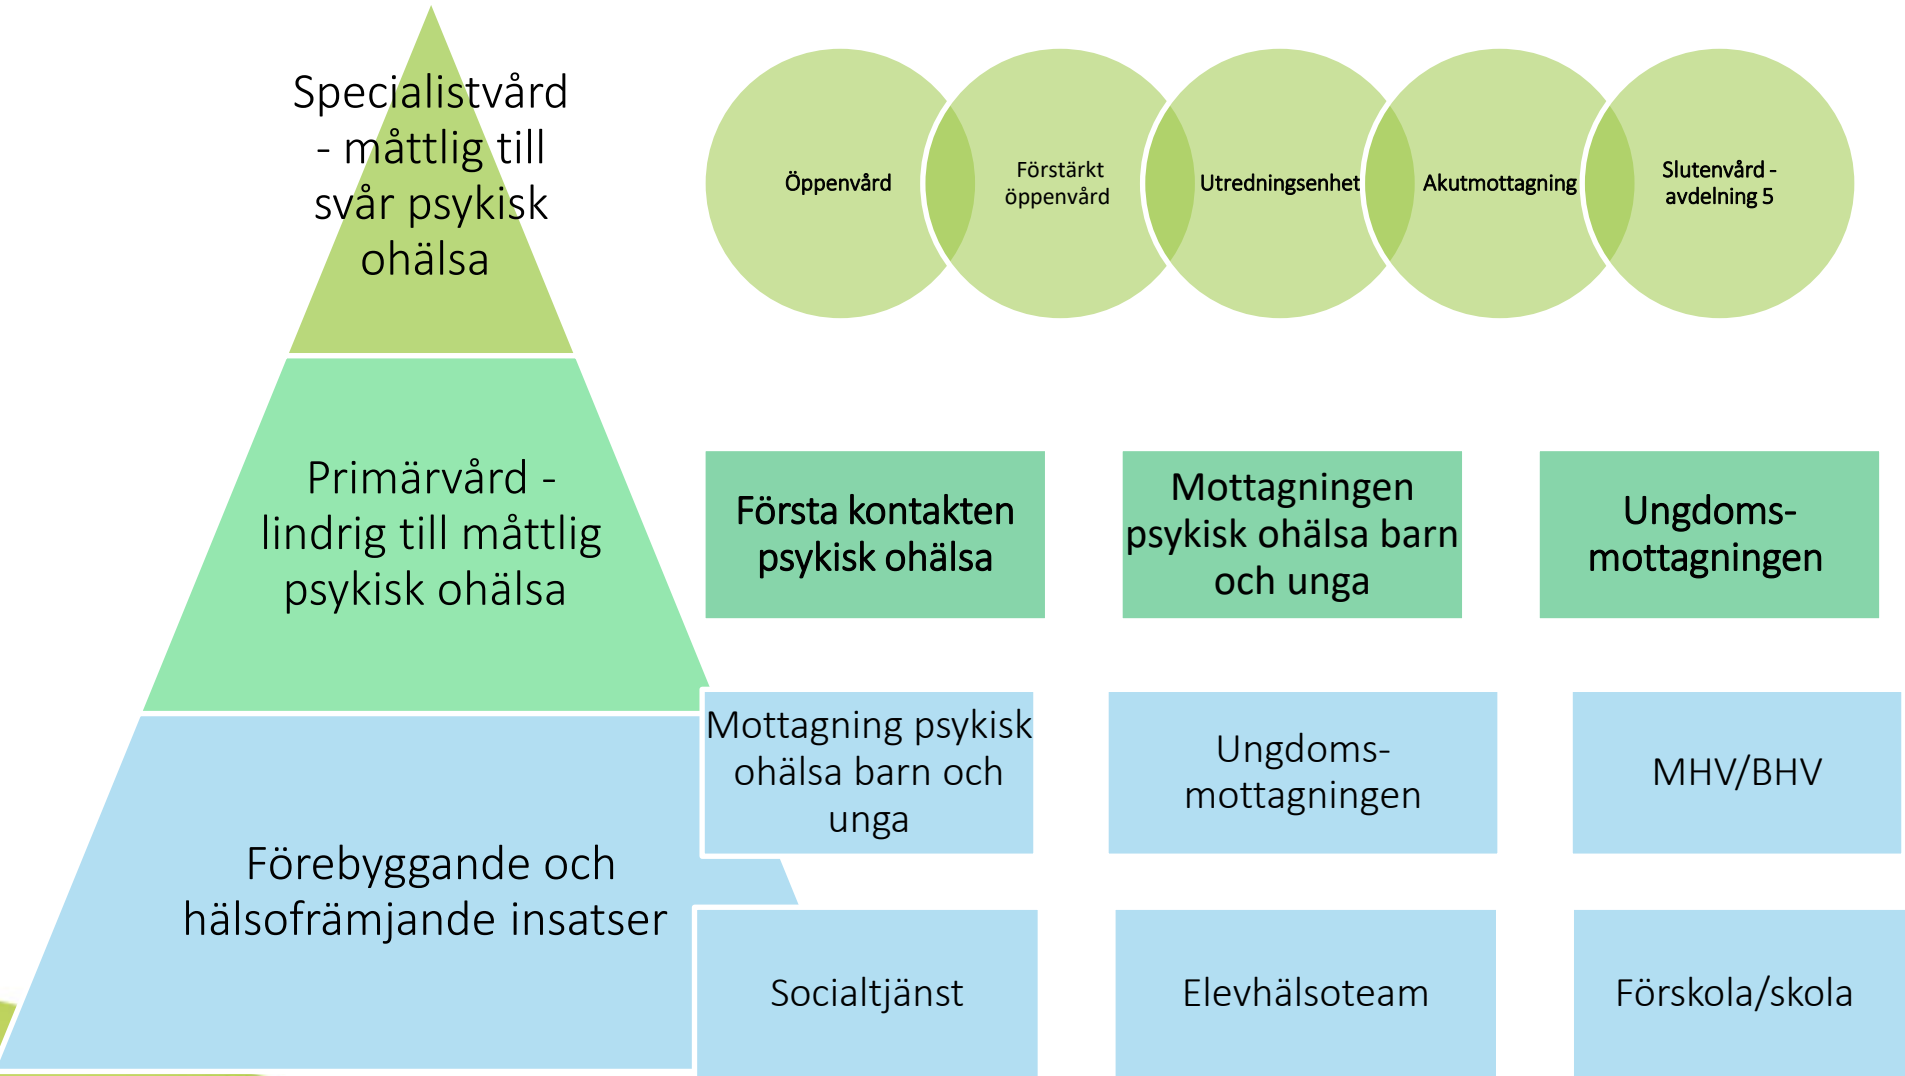 Specialistvård
- måttlig till
svår psykisk
ohälsa
Öppenvård
Förstärkt
öppenvård
Utredningsenhet
Akutmottagning
Slutenvård -
avdelning 5
Primärvård -
lindrig till måttlig
psykisk ohälsa
Första kontakten
psykisk ohälsa
Mottagningen
psykisk ohälsa barn
och unga
Ungdoms-
mottagningen
Förebyggande och
hälsofrämjande insatser
Mottagning psykisk
ohälsa barn och
unga
Ungdoms-
mottagningen
MHV/BHV
Socialtjänst
Elevhälsoteam
Förskola/skola